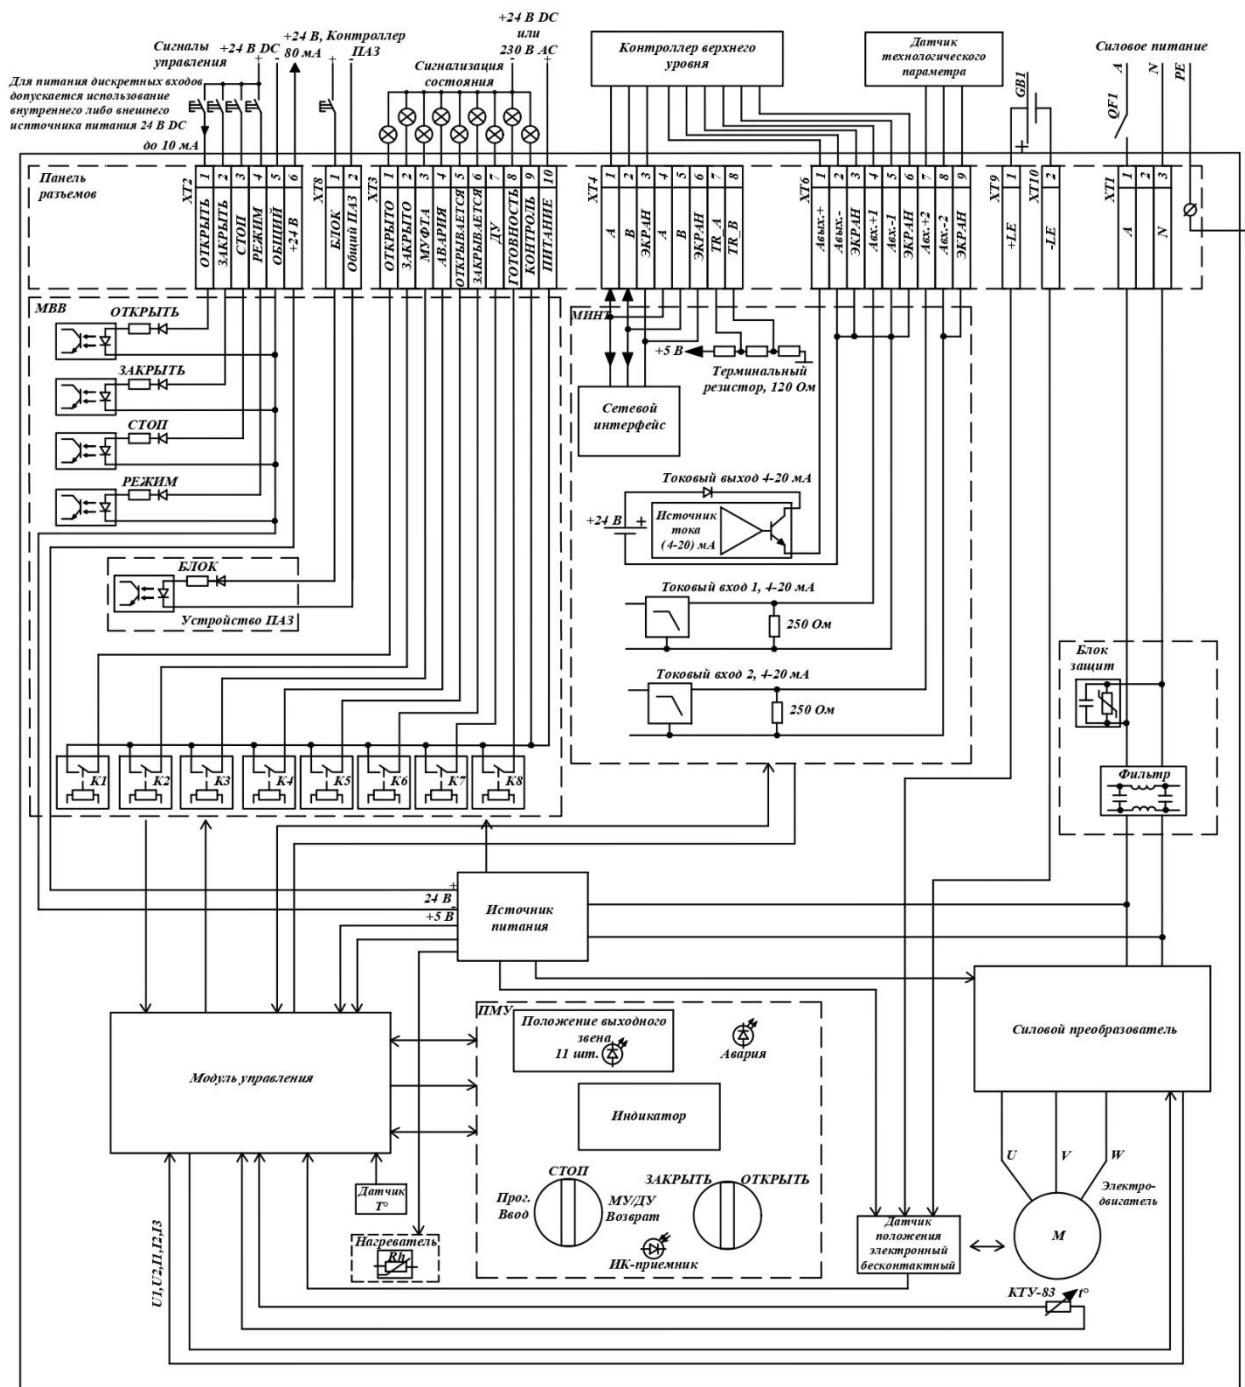 Сигналы
управления
+24 В DC
+
-
+24 В,
80 мА
Контроллер
ПАЗ
+
-
+24 В DC
или
230 В АС
-
+
Сигнализация
состояния
Контроллер верхнего
уровня
Датчик
технологического
параметра
Силовое питание
A
N
PE
QF1
GB1
+
Для питания дискретных входов
допускается использование
внутреннего либо внешнего
источника питания 24 В DC
до 10 мА
Панель
разъемов
XT2
1
2
3
4
5
6
ОТКРЫТЬ
ЗАКРЫТЬ
СТОП
РЕЖИМ
ОБЩИЙ
+24 В
XT8
1
2
БЛОК
Общий ПАЗ
XT3
1
2
3
4
5
6
7
8
9
10
ОТКРЫТО
ЗАКРЫТО
МУФТА
АВАРИЯ
ОТКРЫВАЕТСЯ
ЗАКРЫВАЕТСЯ
ДУ
ГОТОВНОСТЬ
КОНТРОЛЬ
ПИТАНИЕ
XT4
1
2
3
4
5
6
7
8
A
B
ЭКРАН
A
B
ЭКРАН
TR_A
TR_B
XT6
1
2
3
4
5
6
7
8
9
Aвых.+
Aвых.-
ЭКРАН
Aвх.+1
Aвх.-1
ЭКРАН
Aвх.+2
Aвх.-2
ЭКРАН
XT9
1
+LE
XT10
2
-LE
XT1
1
2
3
A
N
МВВ
ОТКРЫТЬ
ЗАКРЫТЬ
СТОП
РЕЖИМ
БЛОК
Устройство ПАЗ
K1
K2
K3
K4
K5
K6
K7
K8
МИНТ
+5 В
Терминальный
резистор, 120 Ом
Сетевой
интерфейс
Токовый выход 4-20 мА
+24 В
+
Источник
тока
(4-20) мА
Токовый вход 1, 4-20 мА
250 Ом
Токовый вход 2, 4-20 мА
250 Ом
Блок
защит
Фильтр
+
24 В
-
+5 В
Источник
питания
Модуль управления
ПМУ
Положение выходного
звена,
11 шт.
Авария
Индикатор
СТОП
Прог.
Ввод
МУ/ДУ
Возврат
ЗАКРЫТЬ
ОТКРЫТЬ
ИК-приемник
Силовой преобразователь
U
V
W
Электро-
двигатель
М
Датчик
T°
Нагреватель
Rh
Датчик
положения
электронный
бесконтактный
КТУ-83
t°
U1,U2,I1,I2,I3